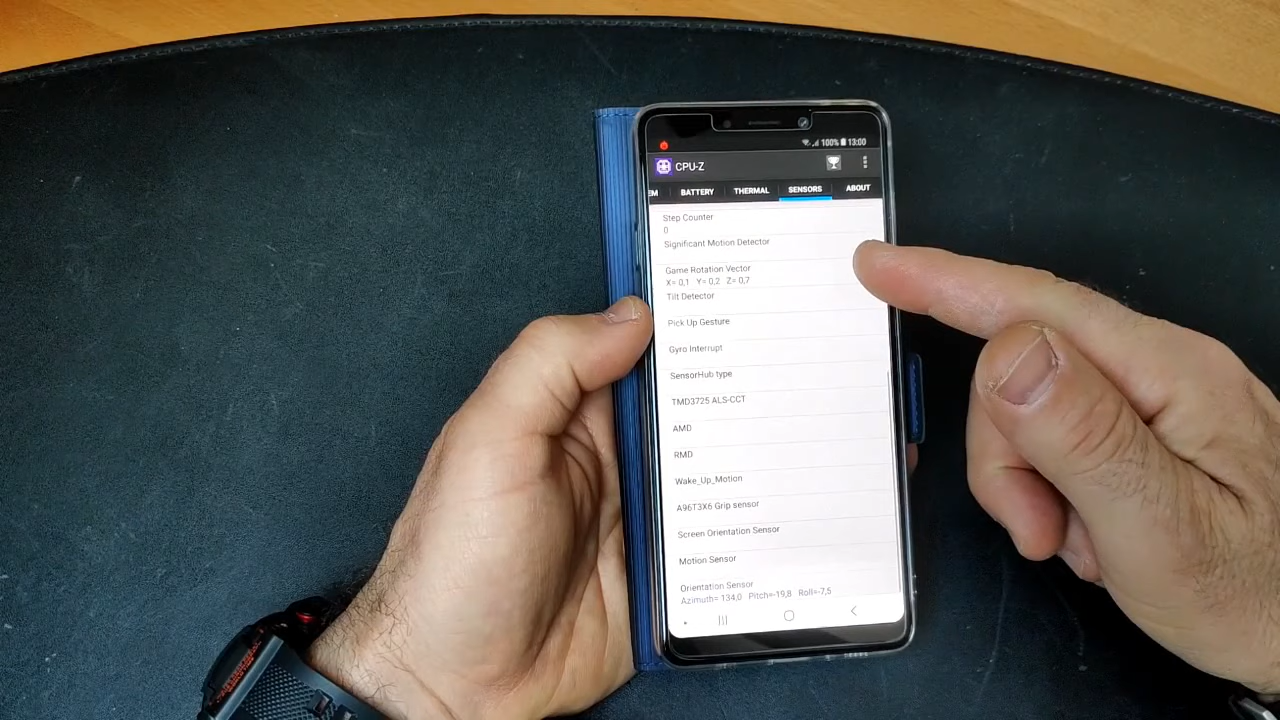 100% 13:00
CPU-Z
EM BATTERY THERMAL SENSORS ABOUT
Step Counter
0
Significant Motion Detector
Game Rotation Vector
X= 0,1 Y= 0,2 Z= 0,7
Tilt Detector
Pick Up Gesture
Gyro Interrupt
SensorHub type
TMD3725 ALS-CCT
AMD
RMD
Wake_Up_Motion
A96T3X6 Grip sensor
Screen Orientation Sensor
Motion Sensor
Orientation Sensor
Azimuth= 134,0 Pitch=-19,8 Roll=-7,5